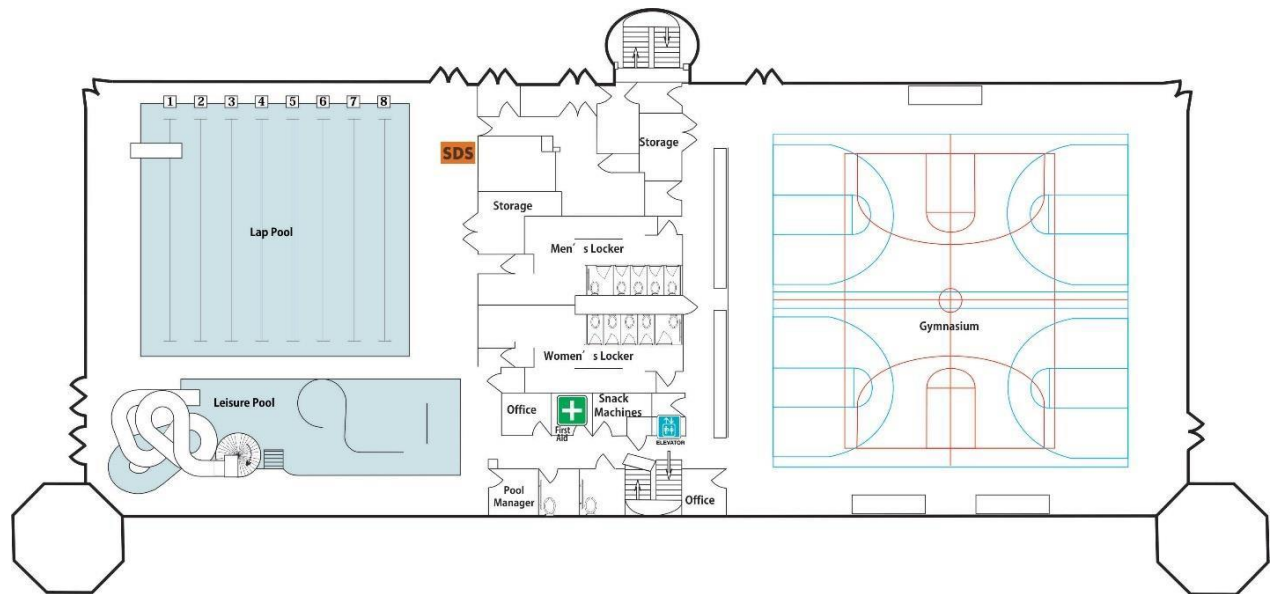 1 2 3 4 5 6 7 8
SDS
Storage
Storage
Lap Pool
Men´ s Locker
Gymnasium
Women´ s Locker
Leisure Pool
Office
First
Aid
Snack
Machines
ELEVATOR
Pool
Manager
Office